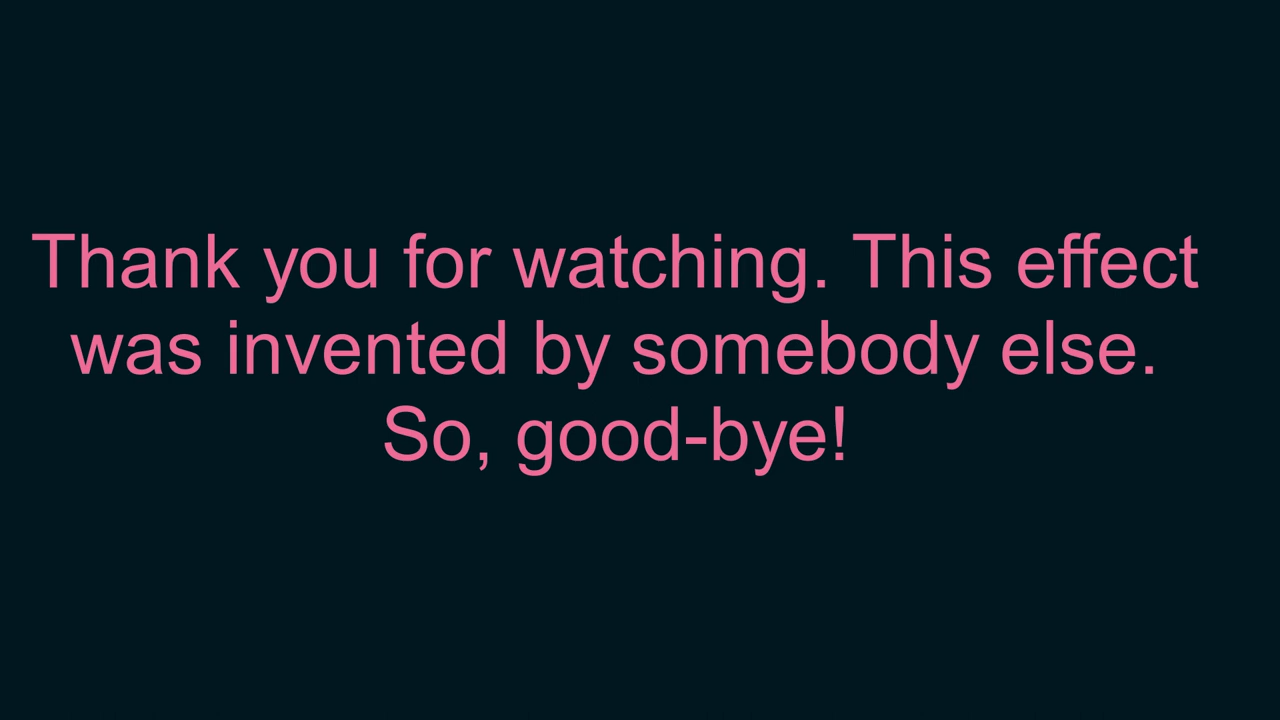 Thank you for watching. This effect
was invented by somebody else.
So, good-bye!